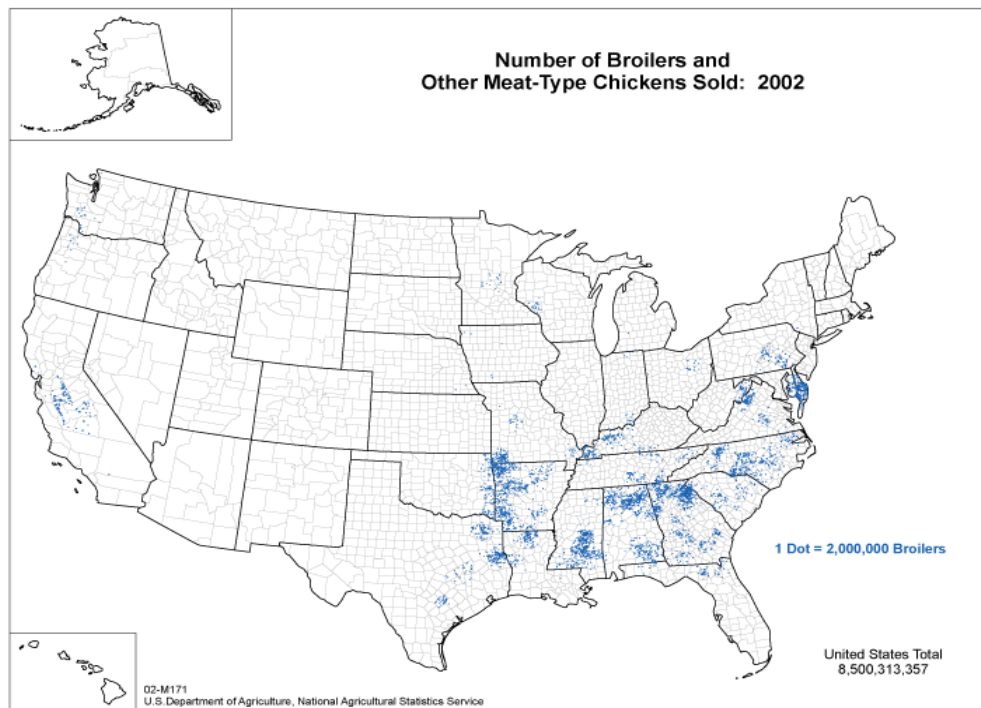 Number of Broilers and
Other Meat-Type Chickens Sold:  2002
1 Dot = 2,000,000 Broilers
United States Total
8,500,313,357
02-M171
U.S.Department of Agriculture, National Agricultural Statistics Service